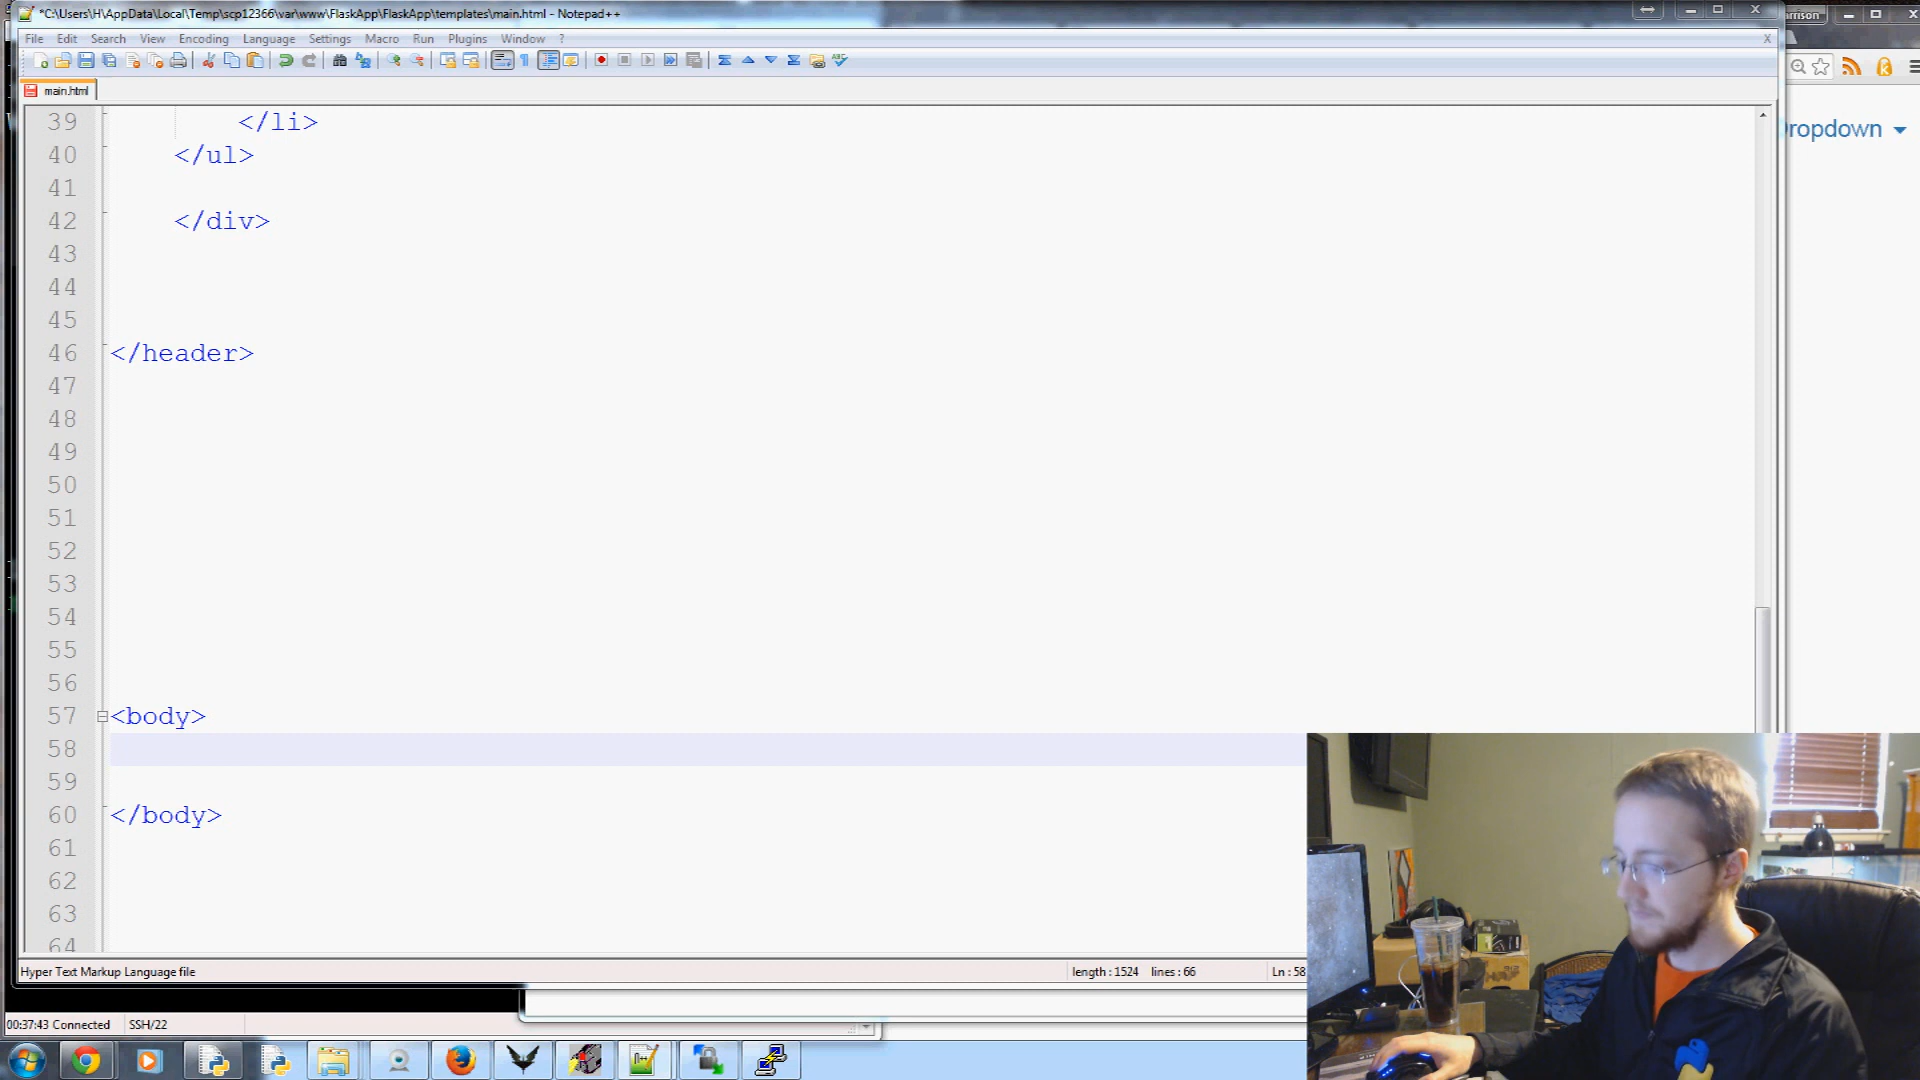 *C:\Users\H\AppData\Local\Temp\scp12366\var\www\FlaskApp\FlaskApp\templates\main.html - Notepad++
File Edit Search View Encoding Language Settings Macro Run Plugins Window ?
main.html
39 </li>
40 </ul>
41
42 </div>
43
44
45
46 </header>
47
48
49
50
51
52
53
54
55
56
57 <body>
58
59
60 </body>
61
62
63
64
Hyper Text Markup Language file length : 1524 lines : 66 Ln : 58
00:37:43 Connected SSH/22